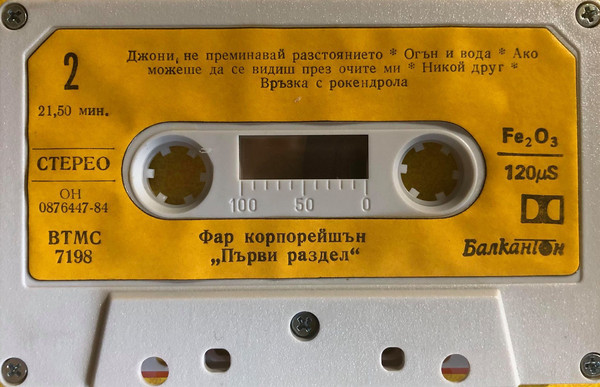 2
Джони, не преминавай разстоянието * Огън и вода * Ако
можеше да се видиш през очите ми * Никой друг *
Връзка с рокендрола
21,50 мин.
СТЕРЕО
ОН
0876447-84
ВТМС
7198
100 50 0
Fe₂O₃
120µS
Фар корпорейшън
„Първи раздел“
Балкантон